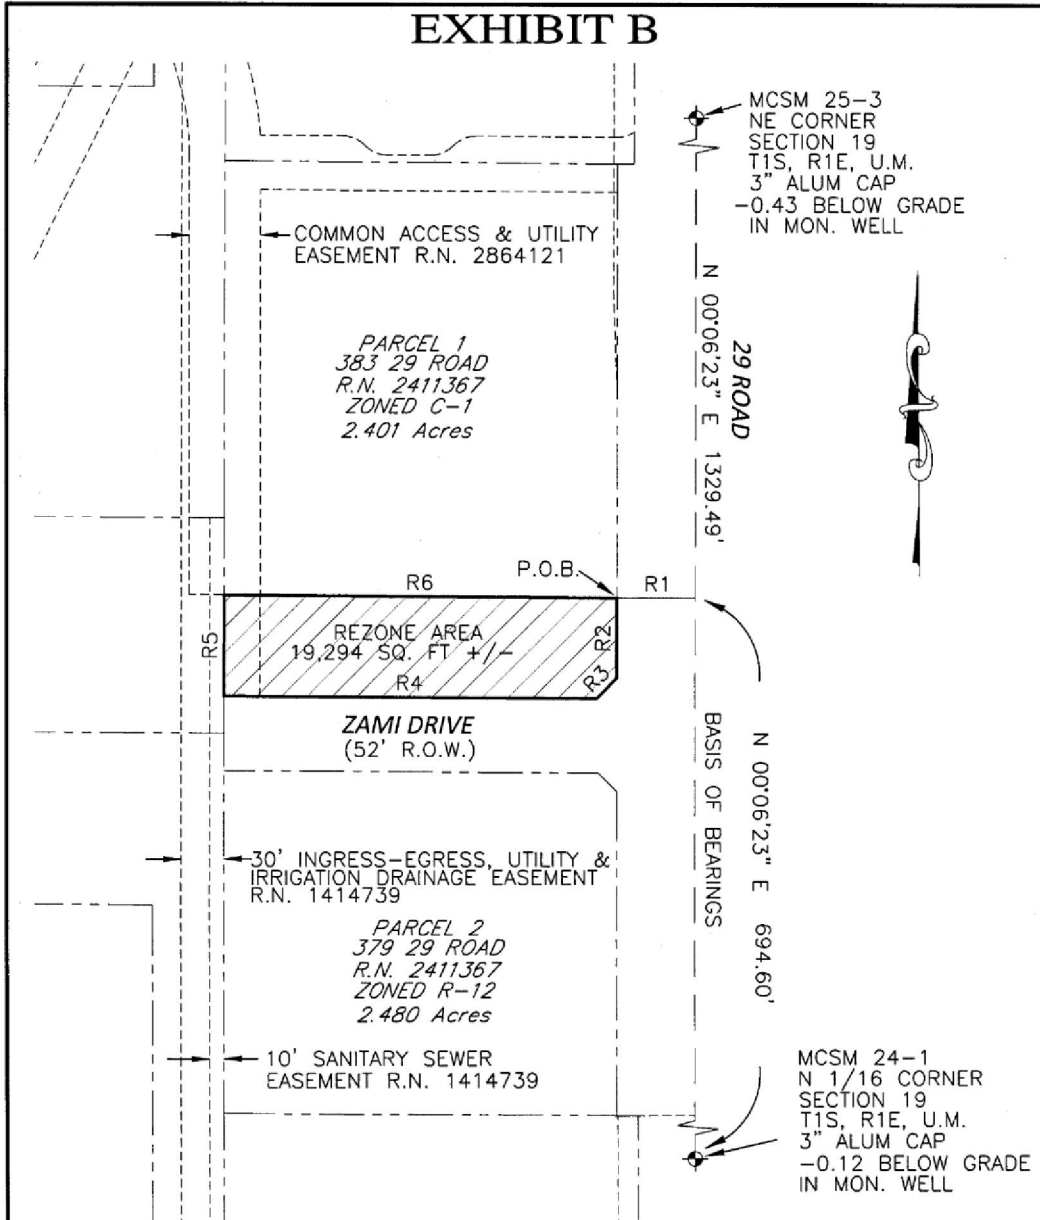 EXHIBIT B
MCSM 25-3
NE CORNER
SECTION 19
T1S, R1E, U.M.
3" ALUM CAP
-0.43 BELOW GRADE
IN MON. WELL
COMMON ACCESS & UTILITY
EASEMENT R.N. 2864121
PARCEL 1
383 29 ROAD
R.N. 2411367
ZONED C-1
2.401 Acres
29 ROAD
N 00°06'23" E 1329.49'
P.O.B.
R1
R6
R5
REZONE AREA
19,294 SQ. FT +/-
R2
R3
R4
ZAMI DRIVE
(52' R.O.W.)
BASIS OF BEARINGS
N 00°06'23" E 694.60'
30' INGRESS-EGRESS, UTILITY &
IRRIGATION DRAINAGE EASEMENT
R.N. 1414739
PARCEL 2
379 29 ROAD
R.N. 2411367
ZONED R-12
2.480 Acres
10' SANITARY SEWER
EASEMENT R.N. 1414739
MCSM 24-1
N 1/16 CORNER
SECTION 19
T1S, R1E, U.M.
3" ALUM CAP
-0.12 BELOW GRADE
IN MON. WELL